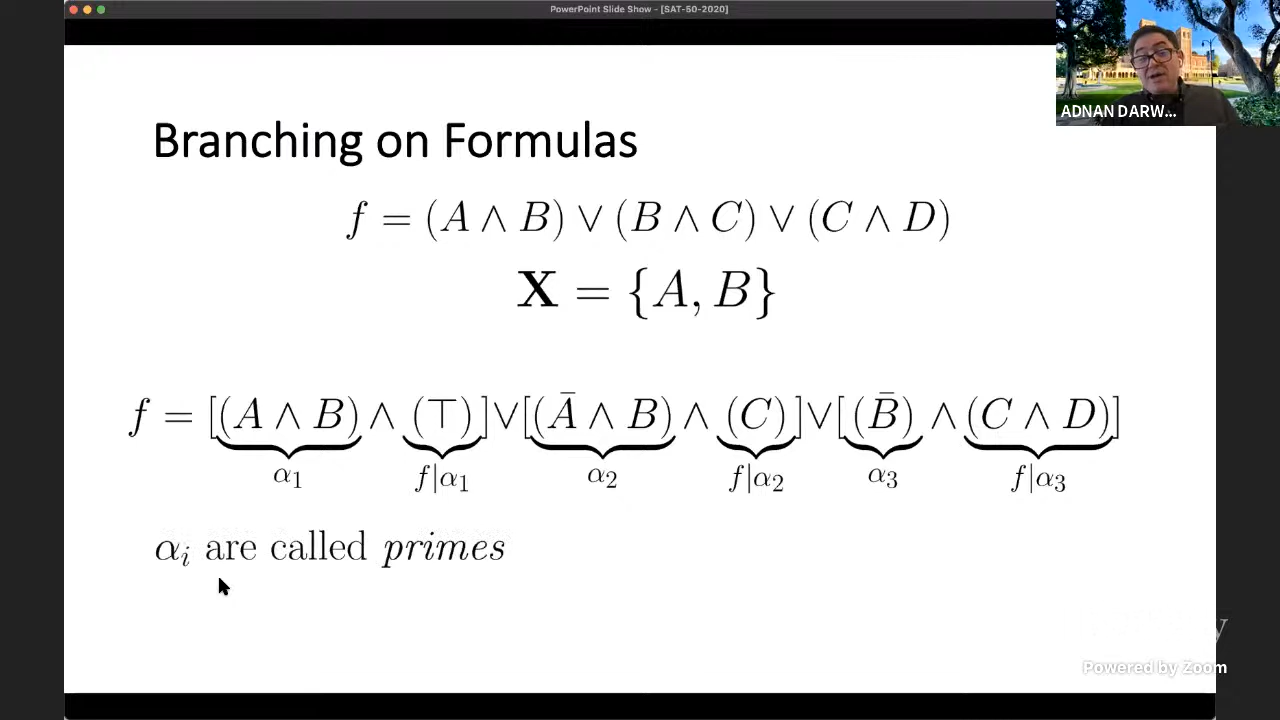 PowerPoint Slide Show - [SAT-50-2020]
ADNAN DARW...
Branching on Formulas
f = (A ∧ B) ∨ (B ∧ C) ∨ (C ∧ D)
X = {A, B}
f = [(A ∧ B) ∧ (⊤)]∨[(Ā ∧ B) ∧ (C)]∨[(B̄) ∧ (C ∧ D)]
α₁ f|α₁ α₂ f|α₂ α₃ f|α₃
αᵢ are called primes
Powered by Zoom